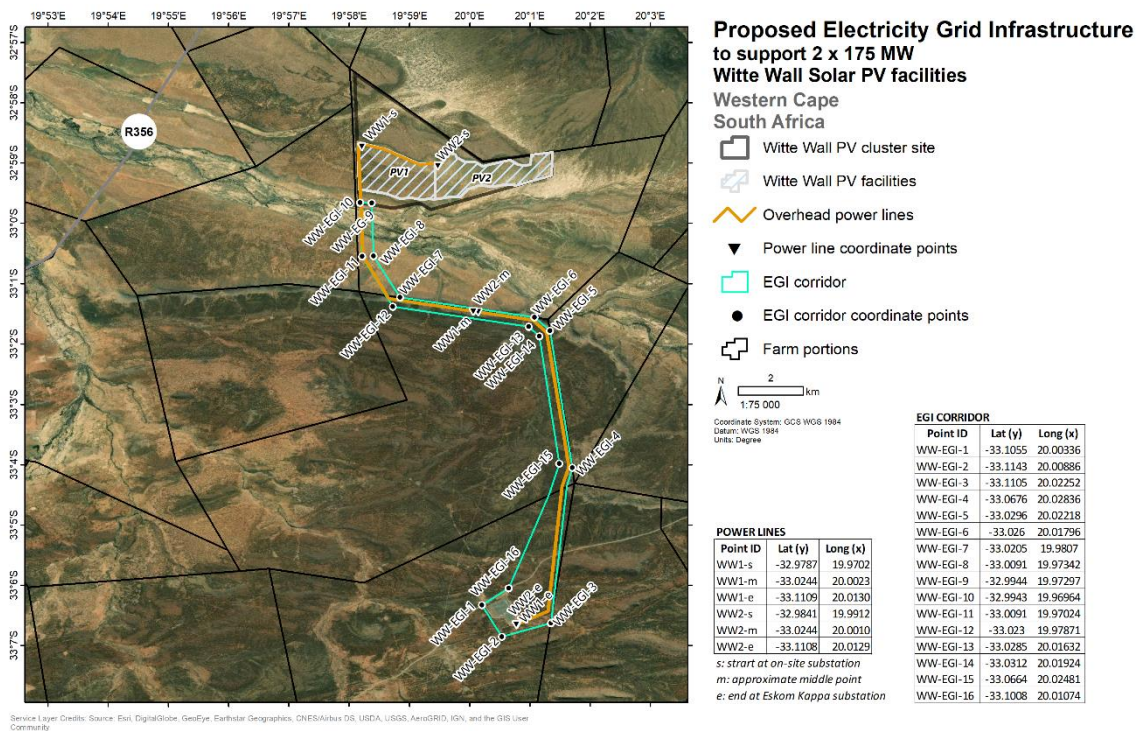 19°53'E 19°54'E 19°55'E 19°56'E 19°57'E 19°58'E 19°59'E 20°0'E 20°1'E 20°2'E 20°3'E
32°57'S
32°58'S
32°59'S
33°0'S
33°1'S
33°2'S
33°3'S
33°4'S
33°5'S
33°6'S
33°7'S
R356
WW1-s
WW2-s
PV1
PV2
WW-EGI-10
WW-EG-9
WW-EGI-8
WW-EGI-11
WW-EGI-7
WW2-m
WW-EGI-6
WW-EGI-5
WW-EGI-12
WW1-m
WW-EGI-13
WW-EGI-14
WW-EGI-15
WW-EGI-4
WW-EGI-16
WW-EGI-1
WW2-e
WW1-e
WW-EGI-3
WW-EGI-2
Proposed Electricity Grid Infrastructure
to support 2 x 175 MW
Witte Wall Solar PV facilities
Western Cape
South Africa
Witte Wall PV cluster site
Witte Wall PV facilities
Overhead power lines
Power line coordinate points
EGI corridor
EGI corridor coordinate points
Farm portions
N
2
km
1:75 000
Coordinate System: GCS WGS 1984
Datum: WGS 1984
Units: Degree
POWER LINES
Point ID Lat (y) Long (x)
WW1-s -32.9787 19.9702
WW1-m -33.0244 20.0023
WW1-e -33.1109 20.0130
WW2-s -32.9841 19.9912
WW2-m -33.0244 20.0010
WW2-e -33.1108 20.0129
s: strart at on-site substation
m: approximate middle point
e: end at Eskom Kappa substation
EGI CORRIDOR
Point ID Lat (y) Long (x)
WW-EGI-1 -33.1055 20.00336
WW-EGI-2 -33.1143 20.00886
WW-EGI-3 -33.1105 20.02252
WW-EGI-4 -33.0676 20.02836
WW-EGI-5 -33.0296 20.02218
WW-EGI-6 -33.026 20.01796
WW-EGI-7 -33.0205 19.9807
WW-EGI-8 -33.0091 19.97342
WW-EGI-9 -32.9944 19.97297
WW-EGI-10 -32.9943 19.96964
WW-EGI-11 -33.0091 19.97024
WW-EGI-12 -33.023 19.97871
WW-EGI-13 -33.0285 20.01632
WW-EGI-14 -33.0312 20.01924
WW-EGI-15 -33.0664 20.02481
WW-EGI-16 -33.1008 20.01074
Service Layer Credits: Source: Esri, DigitalGlobe, GeoEye, Earthstar Geographics, CNES/Airbus DS, USDA, USGS, AeroGRID, IGN, and the GIS User
Community